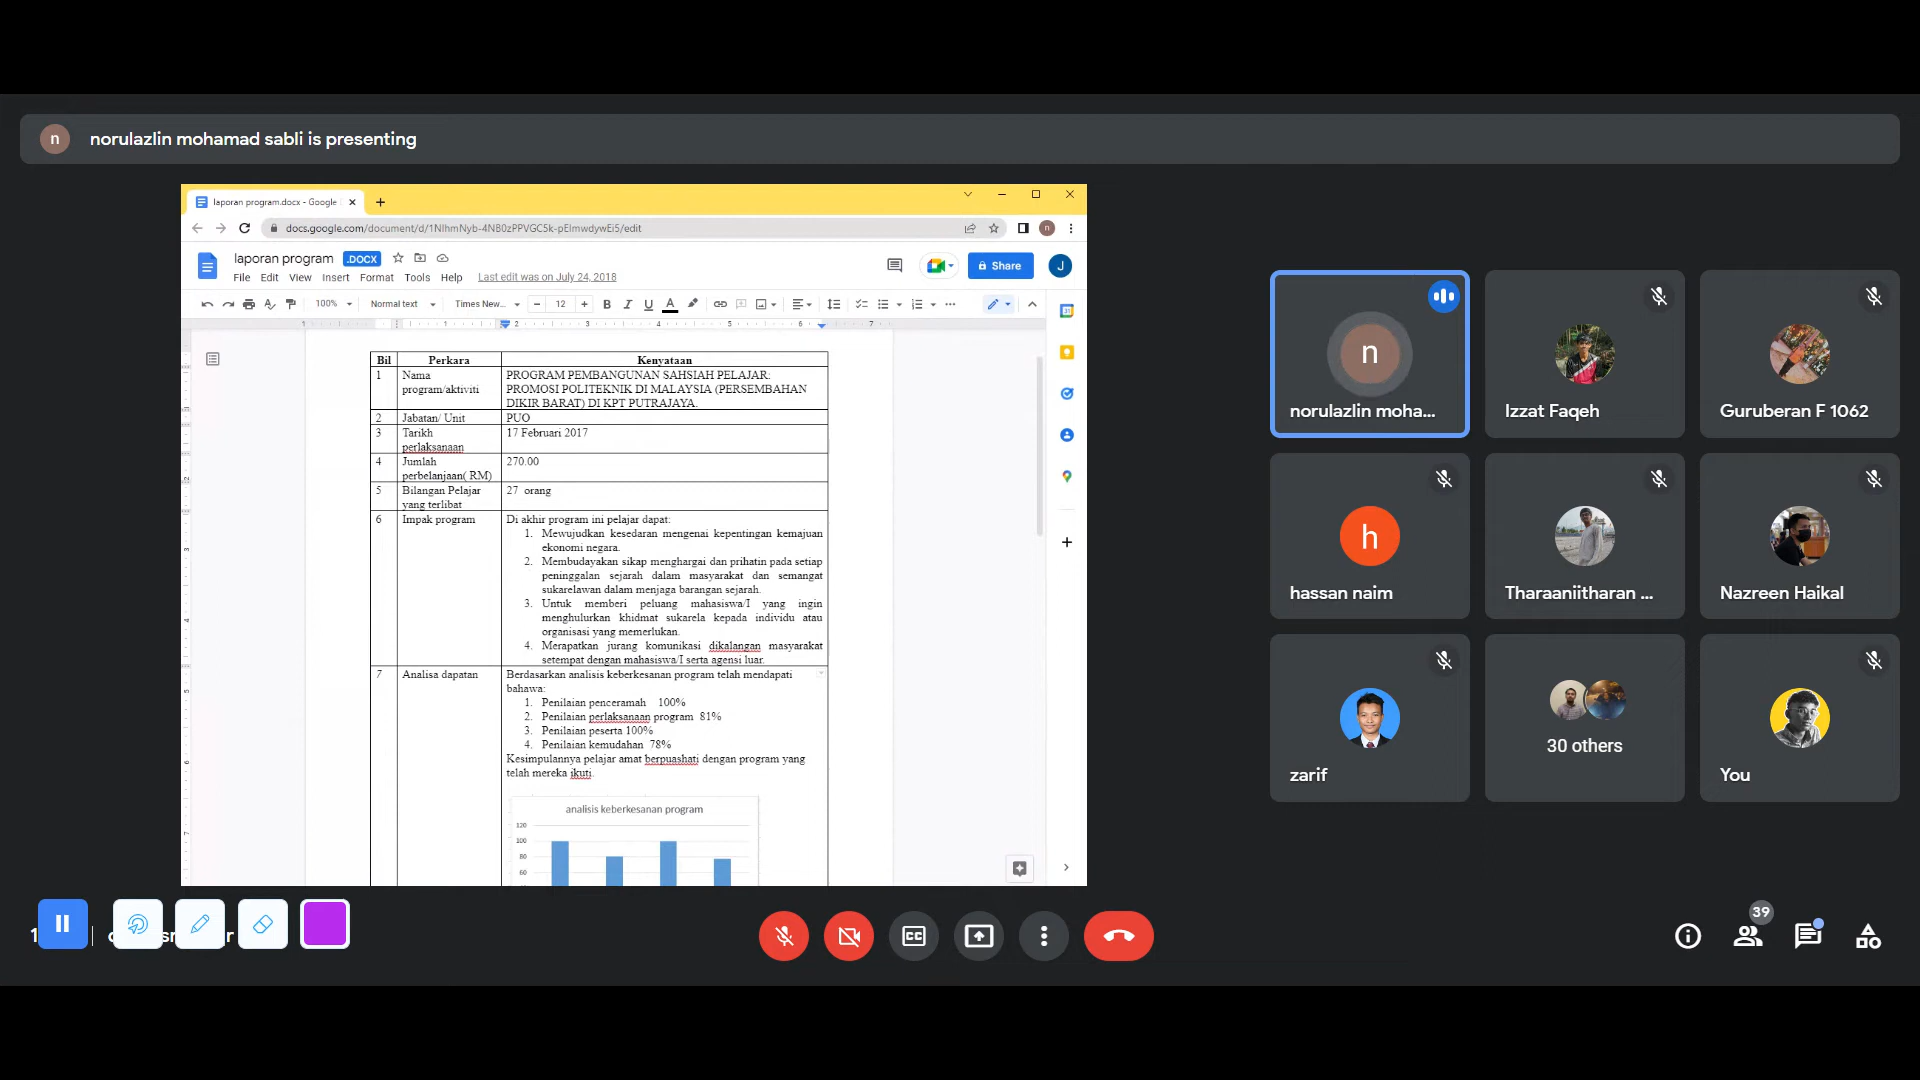 n norulazlin mohamad sabli is presenting
laporan program.docx - Google
docs.google.com/document/d/1NIhmNyb-4NB0zPPVGC5k-pEImwdywEi5/edit
n
laporan program .DOCX
File Edit View Insert Format Tools Help Last edit was on July 24, 2018
Share
J
100% Normal text Times New... 12 B I U A
Bil Perkara Kenyataan
1 Nama program/aktiviti
PROGRAM PEMBANGUNAN SAHSIAH PELAJAR:
PROMOSI POLITEKNIK DI MALAYSIA (PERSEMBAHAN
DIKIR BARAT) DI KPT PUTRAJAYA.
2 Jabatan/ Unit PUO
3 Tarikh perlaksanaan 17 Februari 2017
4 Jumlah perbelanjaan( RM) 270.00
5 Bilangan Pelajar yang terlibat 27 orang
6 Impak program Di akhir program ini pelajar dapat:
1. Mewujudkan kesedaran mengenai kepentingan kemajuan
ekonomi negara.
2. Membudayakan sikap menghargai dan prihatin pada setiap
peninggalan sejarah dalam masyarakat dan semangat
sukarelawan dalam menjaga barangan sejarah.
3. Untuk memberi peluang mahasiswa/I yang ingin
menghulurkan khidmat sukarela kepada individu atau
organisasi yang memerlukan.
4. Merapatkan jurang komunikasi dikalangan masyarakat
setempat dengan mahasiswa/I serta agensi luar.
7 Analisa dapatan Berdasarkan analisis keberkesanan program telah mendapati
bahawa:
1. Penilaian penceramah 100%
2. Penilaian perlaksanaan program 81%
3. Penilaian peserta 100%
4. Penilaian kemudahan 78%
Kesimpulannya pelajar amat berpuashati dengan program yang
telah mereka ikuti.
analisis keberkesanan program
120
100
80
60
n
norulazlin moha...
Izzat Faqeh
Guruberan F 1062
h
hassan naim
Tharaaniitharan ...
Nazreen Haikal
zarif
30 others
You
CC
39